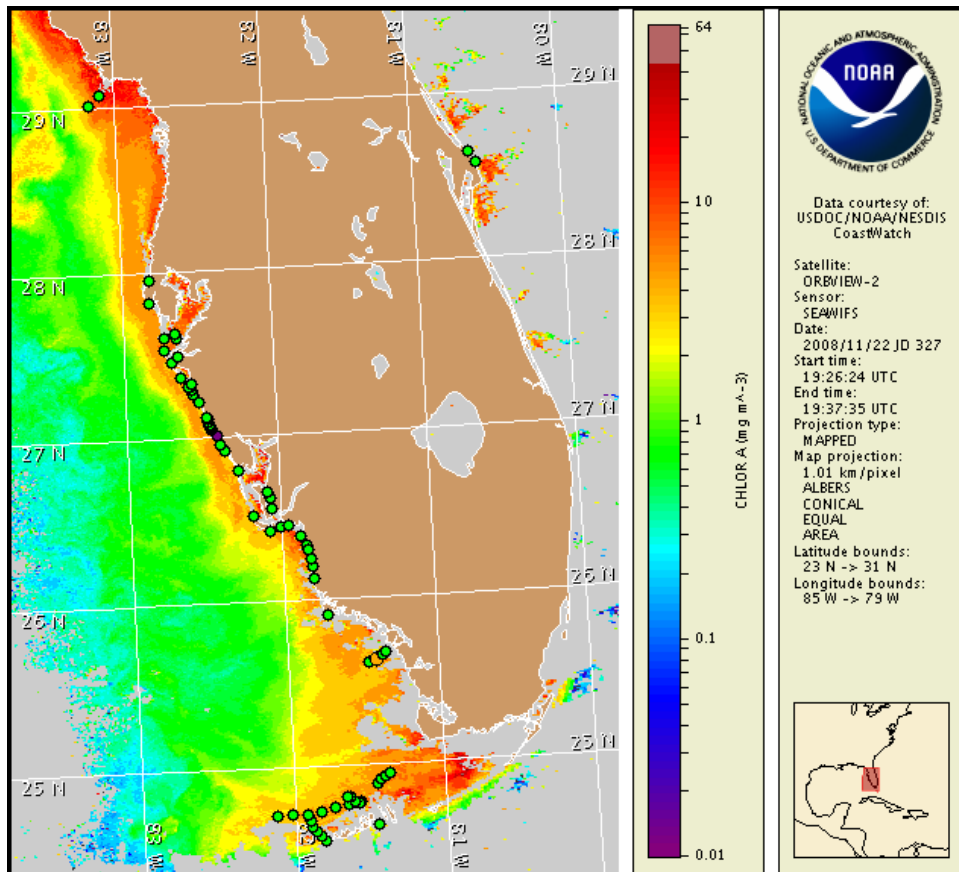 83 W
82 W
81 W
80 W
29 N
29 N
28 N
28 N
27 N
27 N
26 N
26 N
25 N
25 N
83 W
82 W
81 W
64
10
1
0.1
0.01
CHLOR A (mg m^-3)
NATIONAL OCEANIC AND ATMOSPHERIC ADMINISTRATION
NOAA
U.S. DEPARTMENT OF COMMERCE
Data courtesy of:
USDOC/NOAA/NESDIS
CoastWatch
Satellite:
ORBVIEW-2
Sensor:
SEAWIFS
Date:
2008/11/22 JD 327
Start time:
19:26:24 UTC
End time:
19:37:35 UTC
Projection type:
MAPPED
Map projection:
1.01 km/pixel
ALBERS
CONICAL
EQUAL
AREA
Latitude bounds:
23 N -> 31 N
Longitude bounds:
85 W -> 79 W